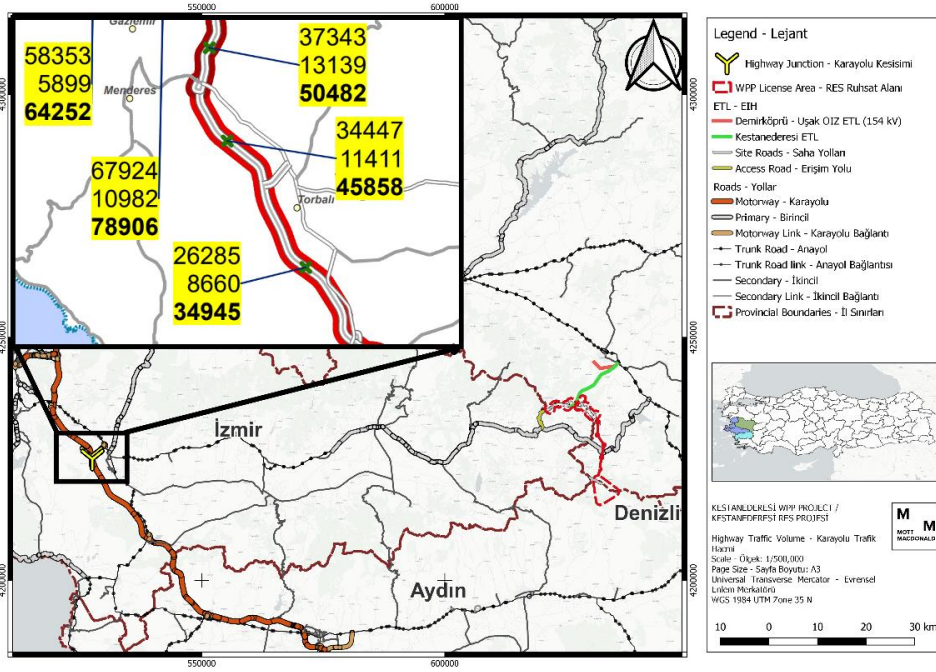 550000
600000
Gaziemir
58353
5899
64252
Menderes
67924
10982
78906
37343
13139
50482
34447
11411
45858
Torbalı
26285
8660
34945
4300000
4300000
4250000
4250000
4200000
4200000
İzmir
Denizli
Aydın
550000
600000
Legend - Lejant
Highway Junction - Karayolu Kesisimi
WPP License Area - RES Ruhsat Alanı
ETL - EIH
Demirköprü - Uşak OIZ ETL (154 kV)
Kestanederesi ETL
Site Roads - Saha Yolları
Access Road - Erişim Yolu
Roads - Yollar
Motorway - Karayolu
Primary - Birincil
Motorway Link - Karayolu Bağlantı
Trunk Road - Anayol
Trunk Road link - Anayol Bağlantısı
Secondary - İkincil
Secondary Link - İkincil Bağlantı
Provincial Boundaries - İl Sınırları
KESTANEDERESİ WPP PROJECT /
KESTANEDERESİ RES PROJESİ
Highway Traffic Volume - Karayolu Trafik
Hacmi
Scale - Ölçek: 1/500,000
Page Size - Sayfa Boyutu: A3
Universal Transverse Mercator - Evrensel
Merkatörü
WGS 1984 UTM Zone 35 N
M
MOTT
MACDONALD
M
10 0 10 20 30 km